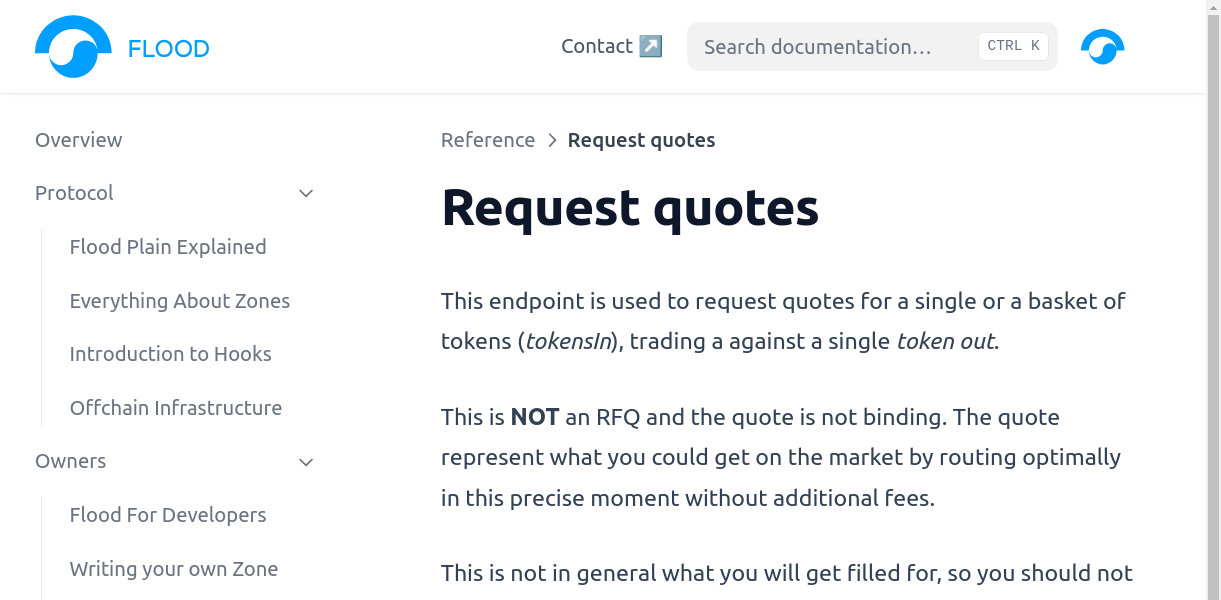 FLOOD
Contact ↗
Search documentation…
CTRL K
Overview
Protocol
Flood Plain Explained
Everything About Zones
Introduction to Hooks
Offchain Infrastructure
Owners
Flood For Developers
Writing your own Zone
Reference > Request quotes
Request quotes
This endpoint is used to request quotes for a single or a basket of
tokens (tokensIn), trading a against a single token out.
This is NOT an RFQ and the quote is not binding. The quote
represent what you could get on the market by routing optimally
in this precise moment without additional fees.
This is not in general what you will get filled for, so you should not